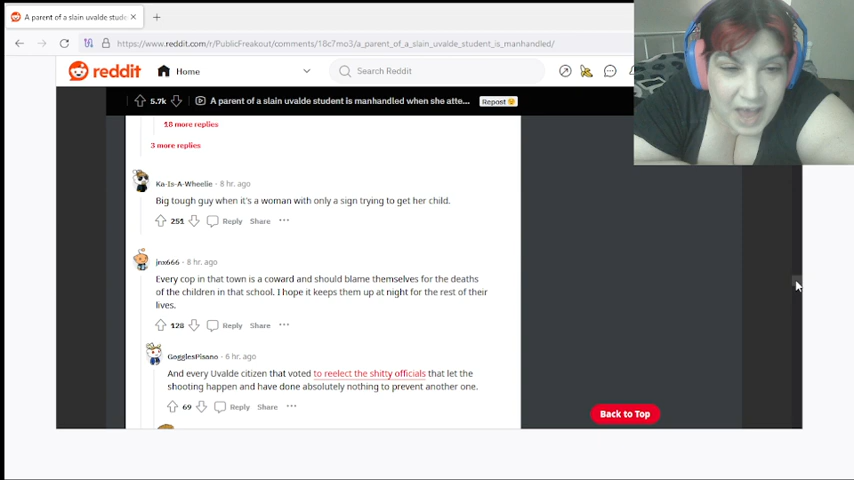 A parent of a slain uvalde stude
https://www.reddit.com/r/PublicFreakout/comments/18c7mo3/a_parent_of_a_slain_uvalde_student_is_manhandled/
reddit
Home
Search Reddit
5.7k
A parent of a slain uvalde student is manhandled when she atte...
Repost
18 more replies
3 more replies
Ka-Is-A-Wheelie · 8 hr. ago
Big tough guy when it's a woman with only a sign trying to get her child.
251 Reply Share ...
jnx666 · 8 hr. ago
Every cop in that town is a coward and should blame themselves for the deaths
of the children in that school. I hope it keeps them up at night for the rest of their
lives.
128 Reply Share ...
GogglesPisano · 6 hr. ago
And every Uvalde citizen that voted to reelect the shitty officials that let the
shooting happen and have done absolutely nothing to prevent another one.
69 Reply Share ...
Back to Top